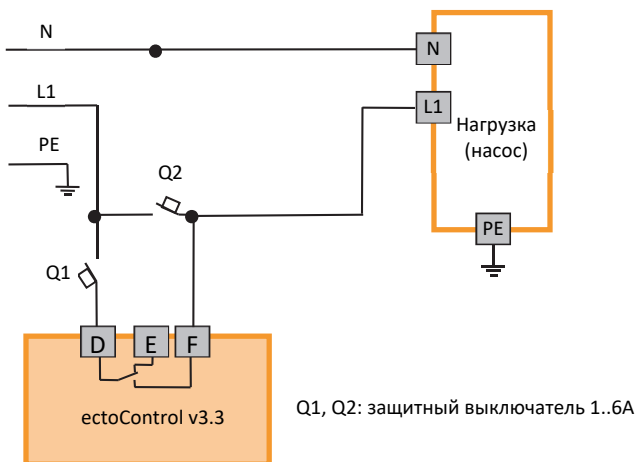 N
N
L1
L1
Нагрузка
(насос)
PE
Q2
PE
Q1
D E F
ectoControl v3.3
Q1, Q2: защитный выключатель 1..6А